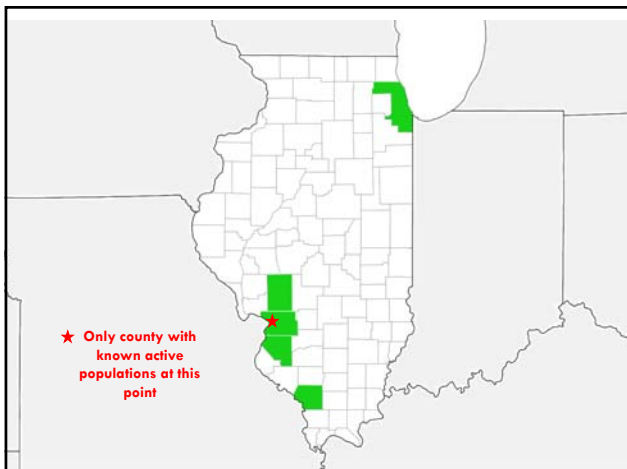 Only county with
known active
populations at this
point